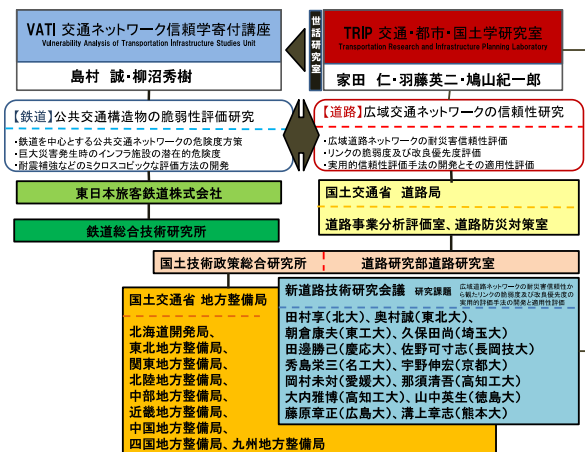 VATI 交通ネットワーク信頼学寄付講座
Vulnerability Analysis of Transportation Infrastructure Studies Unit
島村 誠・柳沼秀樹
世話研究室
TRIP 交通・都市・国土学研究室
Transportation Research and Infrastructure Planning Laboratory
家田 仁・羽藤英二・鳩山紀一郎
【鉄道】公共交通構造物の脆弱性評価研究
・鉄道を中心とする公共交通ネットワークの危険度方策
・巨大災害発生時のインフラ施設の潜在的危険度
・耐震補強などのミクロスコピックな評価方法の開発
【道路】広域交通ネットワークの信頼性研究
・広域道路ネットワークの耐災害信頼性評価
・リンクの脆弱度及び改良優先度評価
・実用的信頼性評価手法の開発とその適用性評価
東日本旅客鉄道株式会社
鉄道総合技術研究所
国土交通省 道路局
道路事業分析評価室、道路防災対策室
国土技術政策総合研究所 道路研究部道路研究室
国土交通省 地方整備局
北海道開発局、
東北地方整備局、
関東地方整備局、
北陸地方整備局、
中部地方整備局、
近畿地方整備局、
中国地方整備局、
四国地方整備局、九州地方整備局
新道路技術研究会議 研究課題
広域道路ネットワークの耐災害信頼性か
ら観たリンクの脆弱度及び改良優先度の
実用的評価手法の開発と適用性評価
田村亨(北大)、奥村誠(東北大)、
朝倉康夫(東工大)、久保田尚(埼玉大)
田邊勝己(慶応大)、佐野可寸志(長岡技大)
秀島栄三(名工大)、宇野伸宏(京都大)
岡村未対(愛媛大)、那須清吾(高知工大)
大内雅博(高知工大)、山中英生(徳島大)
藤原章正(広島大)、溝上章志(熊本大)